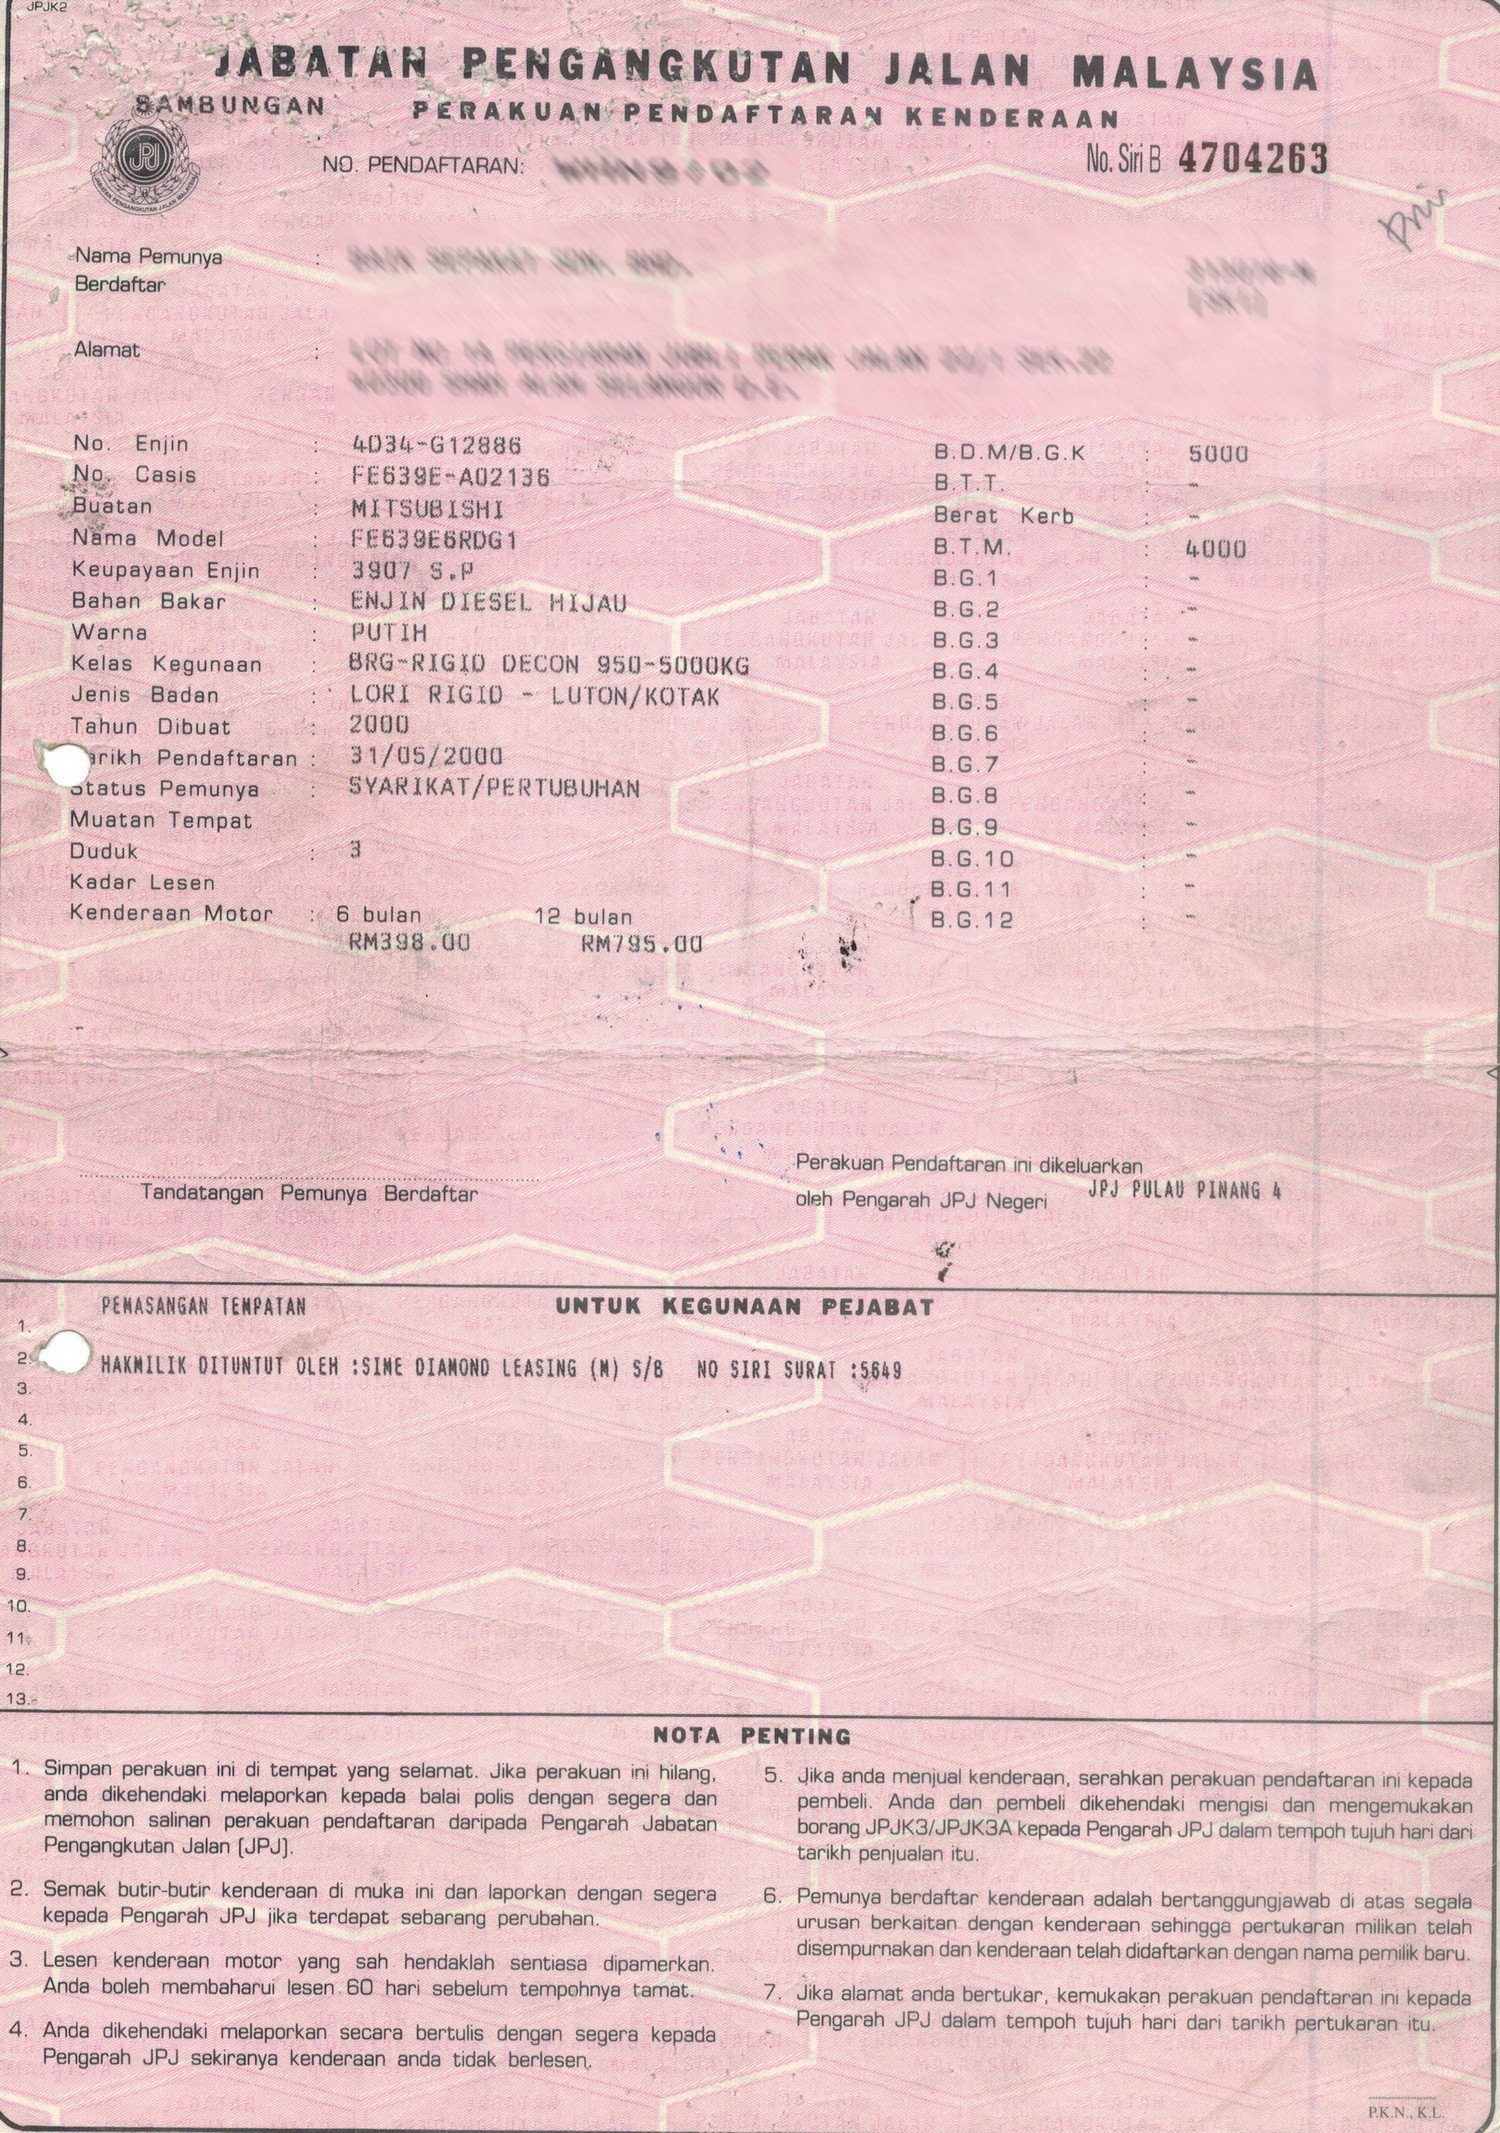 JPJK2
JABATAN PENGANGKUTAN JALAN MALAYSIA
SAMBUNGAN PERAKUAN PENDAFTARAN KENDERAAN
JPJ
JABATAN PENGANGKUTAN JALAN MALAYSIA
NO. PENDAFTARAN:
No. Siri B 4704263
Nama Pemunya :
Berdaftar
Alamat :
No. Enjin : 4D34-G12886
No. Casis : FE639E-A02136
Buatan : MITSUBISHI
Nama Model : FE639E6RDG1
Keupayaan Enjin : 3907 S.P
Bahan Bakar : ENJIN DIESEL HIJAU
Warna : PUTIH
Kelas Kegunaan : BRG-RIGID DECON 950-5000KG
Jenis Badan : LORI RIGID - LUTON/KOTAK
Tahun Dibuat : 2000
arikh Pendaftaran : 31/05/2000
Status Pemunya : SYARIKAT/PERTUBUHAN
Muatan Tempat
Duduk : 3
Kadar Lesen
Kenderaan Motor : 6 bulan 12 bulan
RM398.00 RM795.00
B.D.M/B.G.K : 5000
B.T.T. : -
Berat Kerb : -
B.T.M. : 4000
B.G.1 : -
B.G.2 : -
B.G.3 : -
B.G.4 : -
B.G.5 : -
B.G.6 : -
B.G.7 : -
B.G.8 : -
B.G.9 : -
B.G.10 : -
B.G.11 : -
B.G.12 : -
Tandatangan Pemunya Berdaftar
Perakuan Pendaftaran ini dikeluarkan
oleh Pengarah JPJ Negeri JPJ PULAU PINANG 4
UNTUK KEGUNAAN PEJABAT
1. PEMASANGAN TEMPATAN
2. HAKMILIK DITUNTUT OLEH :SIME DIAMOND LEASING (M) S/B NO SIRI SURAT :5649
3.
4.
5.
6.
7.
8.
9.
10.
11.
12.
13.
NOTA PENTING
1. Simpan perakuan ini di tempat yang selamat. Jika perakuan ini hilang,
anda dikehendaki melaporkan kepada balai polis dengan segera dan
memohon salinan perakuan pendaftaran daripada Pengarah Jabatan
Pengangkutan Jalan (JPJ).
2. Semak butir-butir kenderaan di muka ini dan laporkan dengan segera
kepada Pengarah JPJ jika terdapat sebarang perubahan.
3. Lesen kenderaan motor yang sah hendaklah sentiasa dipamerkan.
Anda boleh membaharui lesen 60 hari sebelum tempohnya tamat.
4. Anda dikehendaki melaporkan secara bertulis dengan segera kepada
Pengarah JPJ sekiranya kenderaan anda tidak berlesen.
5. Jika anda menjual kenderaan, serahkan perakuan pendaftaran ini kepada
pembeli. Anda dan pembeli dikehendaki mengisi dan mengemukakan
borang JPJK3/JPJK3A kepada Pengarah JPJ dalam tempoh tujuh hari dari
tarikh penjualan itu.
6. Pemunya berdaftar kenderaan adalah bertanggungjawab di atas segala
urusan berkaitan dengan kenderaan sehingga pertukaran milikan telah
disempurnakan dan kenderaan telah didaftarkan dengan nama pemilik baru.
7. Jika alamat anda bertukar, kemukakan perakuan pendaftaran ini kepada
Pengarah JPJ dalam tempoh tujuh hari dari tarikh pertukaran itu.
P.K.N., K.L.